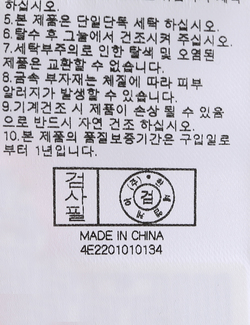 하십시오.
5.본 제품은 단일단독 세탁 하십시오.
6.탈수 후 그늘에서 건조시켜 주십시오.
7.세탁부주의로 인한 탈색 및 오염된
제품은 교환할 수 없습니다.
8.금속 부자재는 체질에 따라 피부
알러지가 발생할 수 있습니다.
9.기계건조 시 제품이 손상 될 수 있음
으로 반드시 자연 건조 하십시오.
10.본 제품의 품질보증기간은 구입일로
부터 1년입니다.
검사필
(주)
검
MADE IN CHINA
4E2201010134